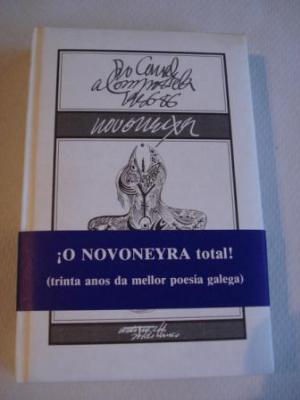 Do Courel
a Compostela
1956-86
novoneyra
¡O NOVONEYRA total!
(trinta anos da mellor poesía galega)